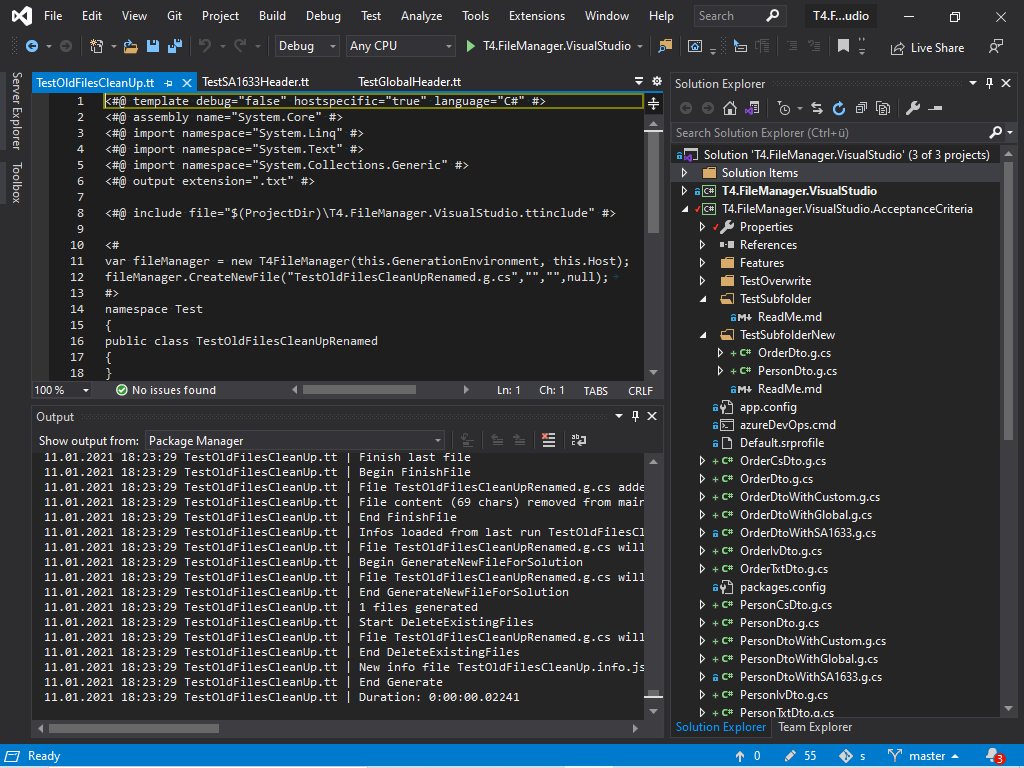 File Edit View Git Project Build Debug Test Analyze Tools Extensions Window Help Search T4.F...udio
Debug Any CPU T4.FileManager.VisualStudio Live Share
Server Explorer
Toolbox
TestOldFilesCleanUp.tt TestSA1633Header.tt TestGlobalHeader.tt
1 <#@ template debug="false" hostspecific="true" language="C#" #>
2 <#@ assembly name="System.Core" #>
3 <#@ import namespace="System.Linq" #>
4 <#@ import namespace="System.Text" #>
5 <#@ import namespace="System.Collections.Generic" #>
6 <#@ output extension=".txt" #>
7
8 <#@ include file="$(ProjectDir)\T4.FileManager.VisualStudio.ttinclude" #>
9
10 <#
11 var fileManager = new T4FileManager(this.GenerationEnvironment, this.Host);
12 fileManager.CreateNewFile("TestOldFilesCleanUpRenamed.g.cs","","",null);
13 #>
14 namespace Test
15 {
16 public class TestOldFilesCleanUpRenamed
17 {
18 }
100 % No issues found Ln: 1 Ch: 1 TABS CRLF
Output
Show output from: Package Manager
11.01.2021 18:23:29 TestOldFilesCleanUp.tt | Finish last file
11.01.2021 18:23:29 TestOldFilesCleanUp.tt | Begin FinishFile
11.01.2021 18:23:29 TestOldFilesCleanUp.tt | File TestOldFilesCleanUpRenamed.g.cs adde
11.01.2021 18:23:29 TestOldFilesCleanUp.tt | File content (69 chars) removed from main
11.01.2021 18:23:29 TestOldFilesCleanUp.tt | End FinishFile
11.01.2021 18:23:29 TestOldFilesCleanUp.tt | Infos loaded from last run TestOldFilesCl
11.01.2021 18:23:29 TestOldFilesCleanUp.tt | File TestOldFilesCleanUpRenamed.g.cs will
11.01.2021 18:23:29 TestOldFilesCleanUp.tt | Begin GenerateNewFileForSolution
11.01.2021 18:23:29 TestOldFilesCleanUp.tt | File TestOldFilesCleanUpRenamed.g.cs will
11.01.2021 18:23:29 TestOldFilesCleanUp.tt | End GenerateNewFileForSolution
11.01.2021 18:23:29 TestOldFilesCleanUp.tt | 1 files generated
11.01.2021 18:23:29 TestOldFilesCleanUp.tt | Start DeleteExistingFiles
11.01.2021 18:23:29 TestOldFilesCleanUp.tt | File TestOldFilesCleanUpRenamed.g.cs will
11.01.2021 18:23:29 TestOldFilesCleanUp.tt | End DeleteExistingFiles
11.01.2021 18:23:29 TestOldFilesCleanUp.tt | New info file TestOldFilesCleanUp.info.js
11.01.2021 18:23:29 TestOldFilesCleanUp.tt | End Generate
11.01.2021 18:23:29 TestOldFilesCleanUp.tt | Duration: 0:00:00.02241
Solution Explorer
Search Solution Explorer (Ctrl+ü)
Solution 'T4.FileManager.VisualStudio' (3 of 3 projects)
Solution Items
C# T4.FileManager.VisualStudio
C# T4.FileManager.VisualStudio.AcceptanceCriteria
Properties
References
Features
TestOverwrite
TestSubfolder
M+ ReadMe.md
TestSubfolderNew
+ C# OrderDto.g.cs
+ C# PersonDto.g.cs
M+ ReadMe.md
app.config
azureDevOps.cmd
Default.srprofile
+ C# OrderCsDto.g.cs
+ C# OrderDto.g.cs
+ C# OrderDtoWithCustom.g.cs
+ C# OrderDtoWithGlobal.g.cs
C# OrderDtoWithSA1633.g.cs
+ C# OrderIvDto.g.cs
+ C# OrderTxtDto.g.cs
packages.config
+ C# PersonCsDto.g.cs
+ C# PersonDto.g.cs
+ C# PersonDtoWithCustom.g.cs
+ C# PersonDtoWithGlobal.g.cs
C# PersonDtoWithSA1633.g.cs
+ C# PersonIvDto.g.cs
+ C# PersonTxtDto.g.cs
Solution Explorer Team Explorer
Ready 0 55 s master 3